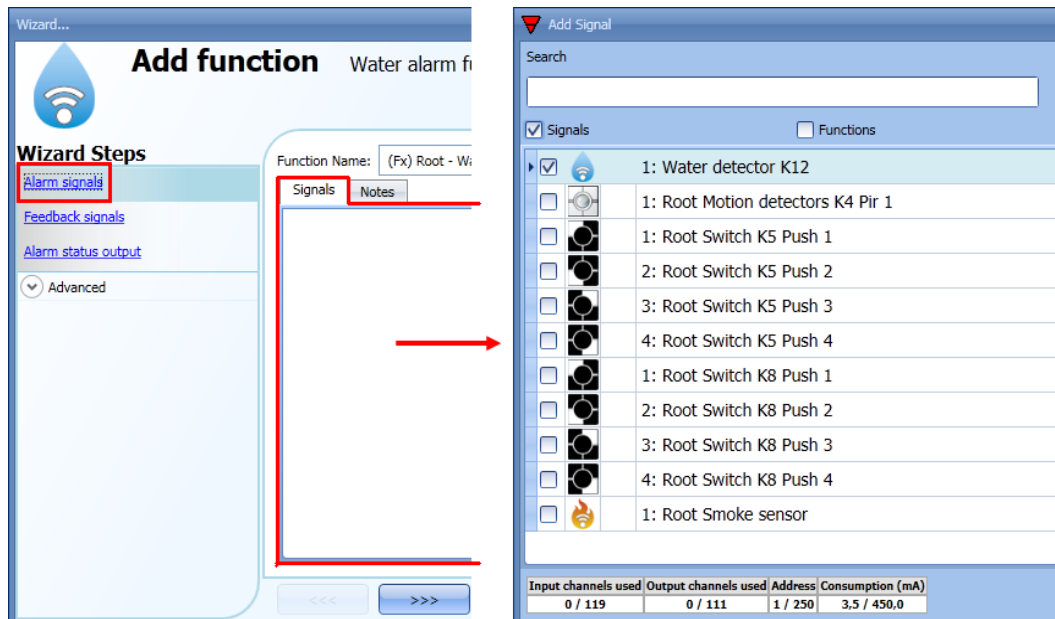 Wizard...
Add function Water alarm fu
Wizard Steps
Alarm signals
Feedback signals
Alarm status output
Advanced
Function Name: (Fx) Root - Wa
Signals Notes
<<< >>>
Add Signal
Search
Signals Functions
1: Water detector K12
1: Root Motion detectors K4 Pir 1
1: Root Switch K5 Push 1
2: Root Switch K5 Push 2
3: Root Switch K5 Push 3
4: Root Switch K5 Push 4
1: Root Switch K8 Push 1
2: Root Switch K8 Push 2
3: Root Switch K8 Push 3
4: Root Switch K8 Push 4
1: Root Smoke sensor
Input channels used Output channels used Address Consumption (mA)
0 / 119 0 / 111 1 / 250 3,5 / 450,0